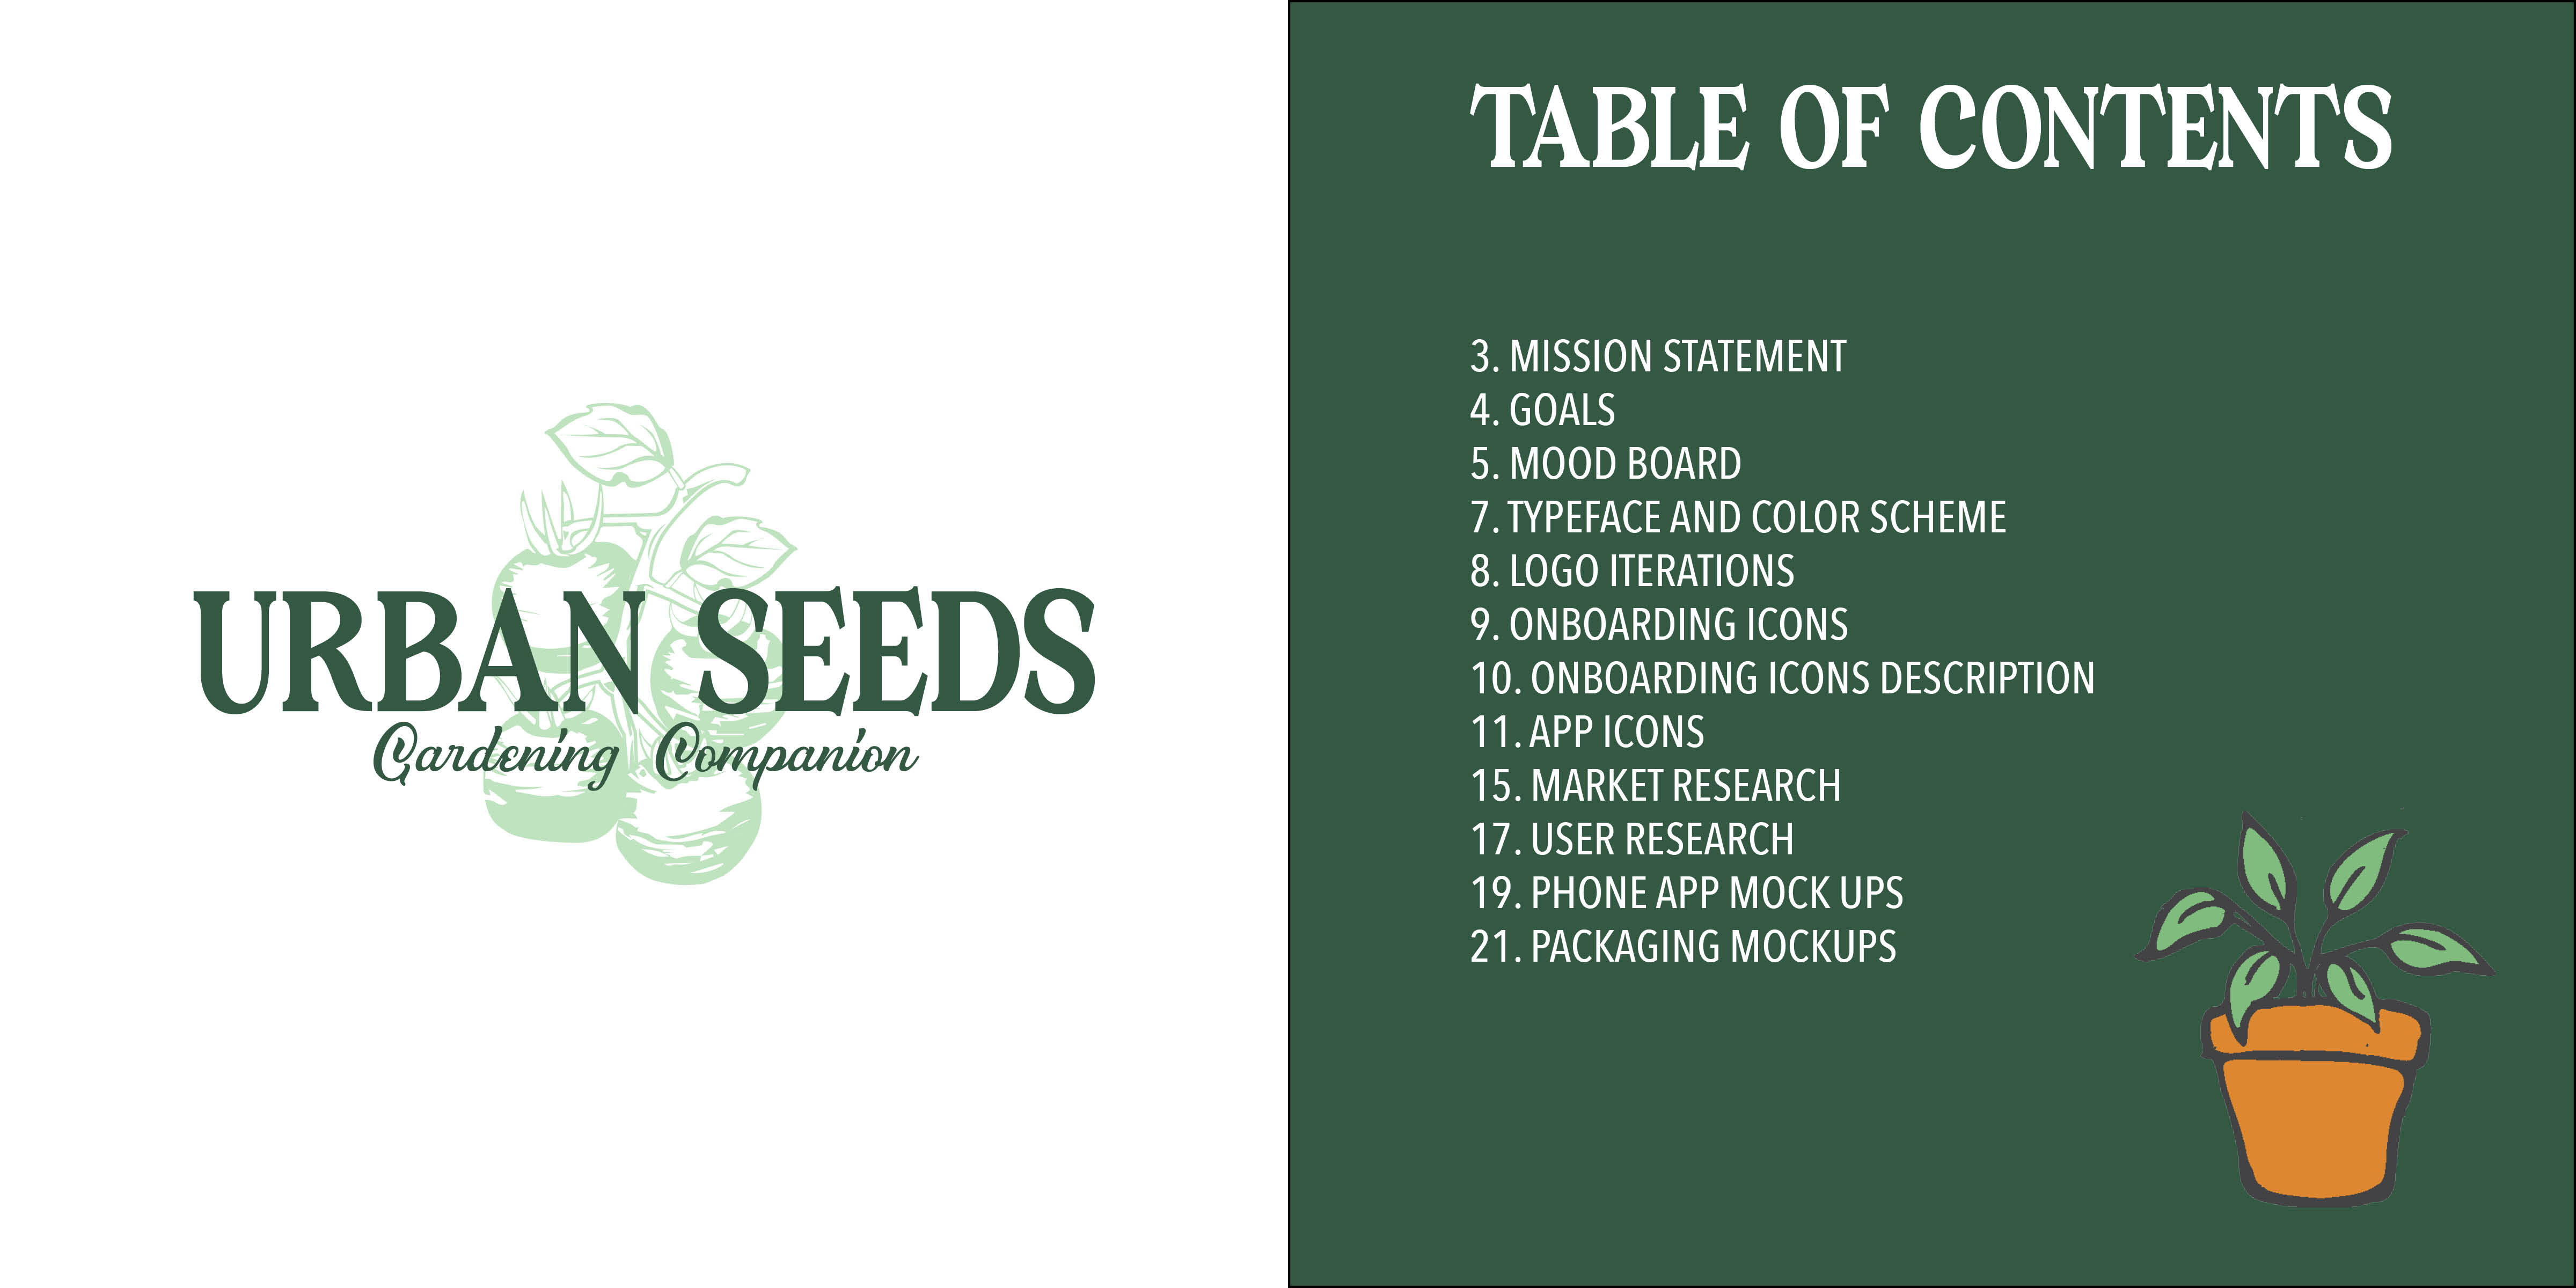 URBAN SEEDS
Gardening Companion
TABLE OF CONTENTS
3. MISSION STATEMENT
4. GOALS
5. MOOD BOARD
7. TYPEFACE AND COLOR SCHEME
8. LOGO ITERATIONS
9. ONBOARDING ICONS
10. ONBOARDING ICONS DESCRIPTION
11. APP ICONS
15. MARKET RESEARCH
17. USER RESEARCH
19. PHONE APP MOCK UPS
21. PACKAGING MOCKUPS